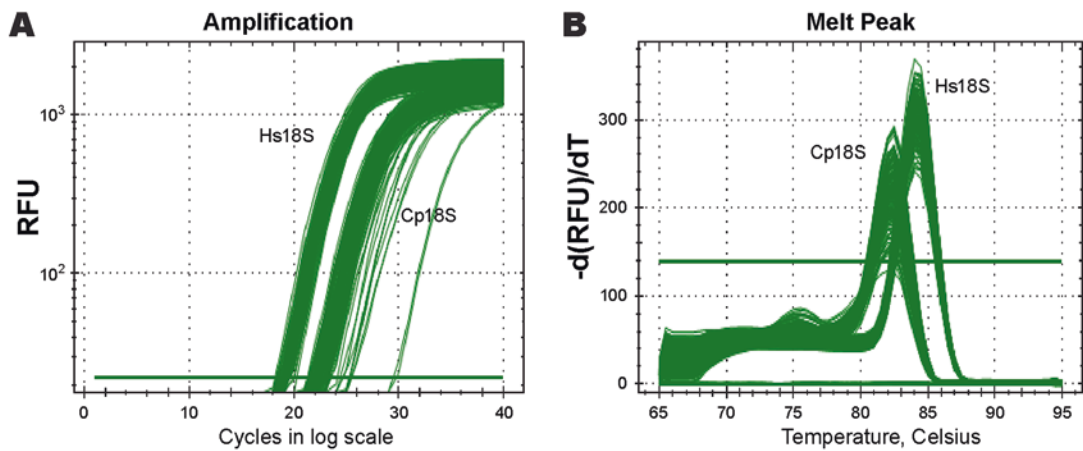 A
Amplification
RFU
10³
10²
Hs18S
Cp18S
0
10
20
30
40
Cycles in log scale
B
Melt Peak
-d(RFU)/dT
300
200
100
0
Cp18S
Hs18S
65
70
75
80
85
90
95
Temperature, Celsius